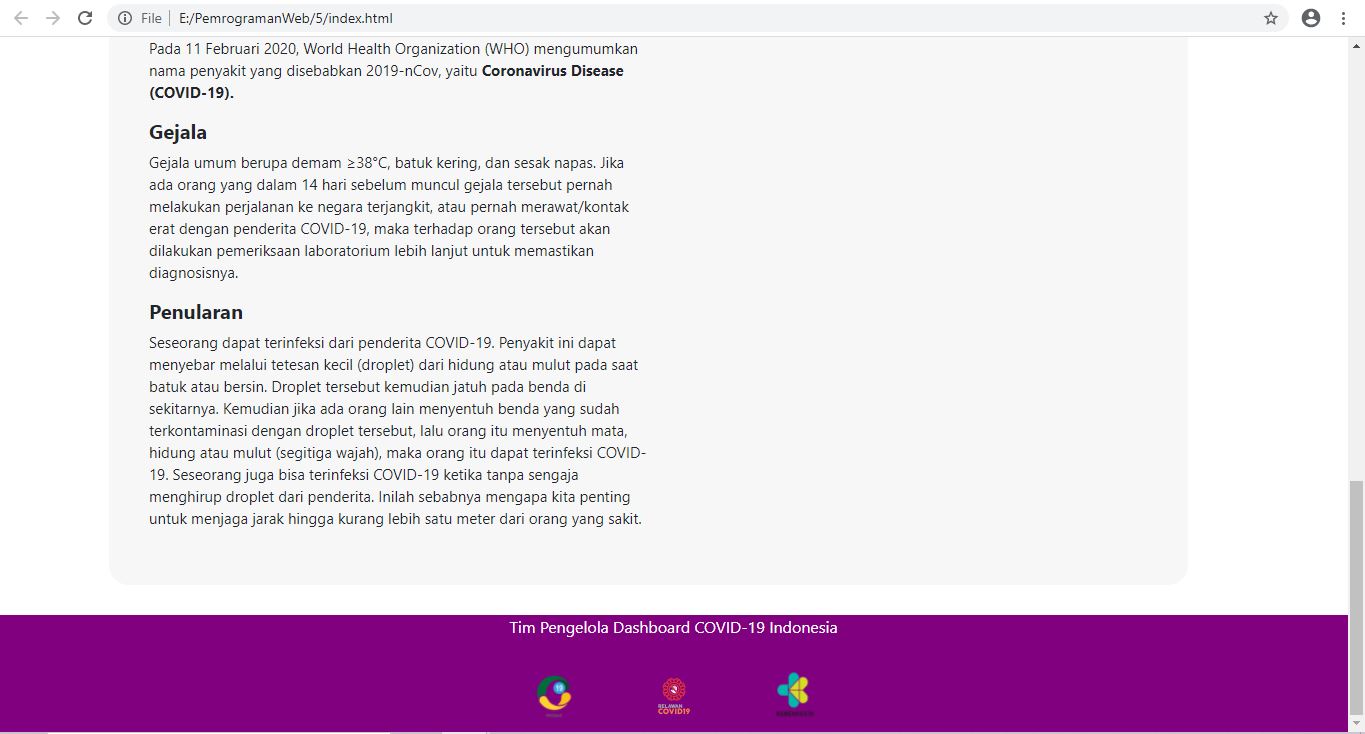 File | E:/PemrogramanWeb/5/index.html
Pada 11 Februari 2020, World Health Organization (WHO) mengumumkan
nama penyakit yang disebabkan 2019-nCov, yaitu Coronavirus Disease
(COVID-19).
Gejala
Gejala umum berupa demam ≥38°C, batuk kering, dan sesak napas. Jika
ada orang yang dalam 14 hari sebelum muncul gejala tersebut pernah
melakukan perjalanan ke negara terjangkit, atau pernah merawat/kontak
erat dengan penderita COVID-19, maka terhadap orang tersebut akan
dilakukan pemeriksaan laboratorium lebih lanjut untuk memastikan
diagnosisnya.
Penularan
Seseorang dapat terinfeksi dari penderita COVID-19. Penyakit ini dapat
menyebar melalui tetesan kecil (droplet) dari hidung atau mulut pada saat
batuk atau bersin. Droplet tersebut kemudian jatuh pada benda di
sekitarnya. Kemudian jika ada orang lain menyentuh benda yang sudah
terkontaminasi dengan droplet tersebut, lalu orang itu menyentuh mata,
hidung atau mulut (segitiga wajah), maka orang itu dapat terinfeksi COVID-
19. Seseorang juga bisa terinfeksi COVID-19 ketika tanpa sengaja
menghirup droplet dari penderita. Inilah sebabnya mengapa kita penting
untuk menjaga jarak hingga kurang lebih satu meter dari orang yang sakit.
Tim Pengelola Dashboard COVID-19 Indonesia
RELAWAN
COVID19